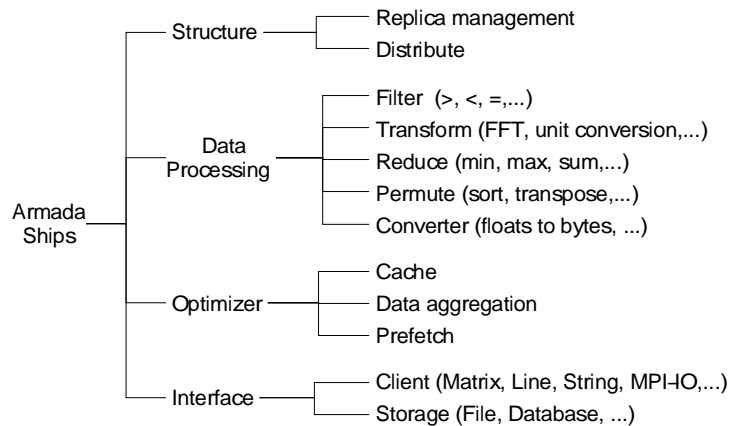 Structure
Replica management
Distribute
Armada
Ships
Data
Processing
Filter (>, <, =,...)
Transform (FFT, unit conversion,...)
Reduce (min, max, sum,...)
Permute (sort, transpose,...)
Converter (floats to bytes, ...)
Optimizer
Cache
Data aggregation
Prefetch
Interface
Client (Matrix, Line, String, MPI-IO,...)
Storage (File, Database, ...)